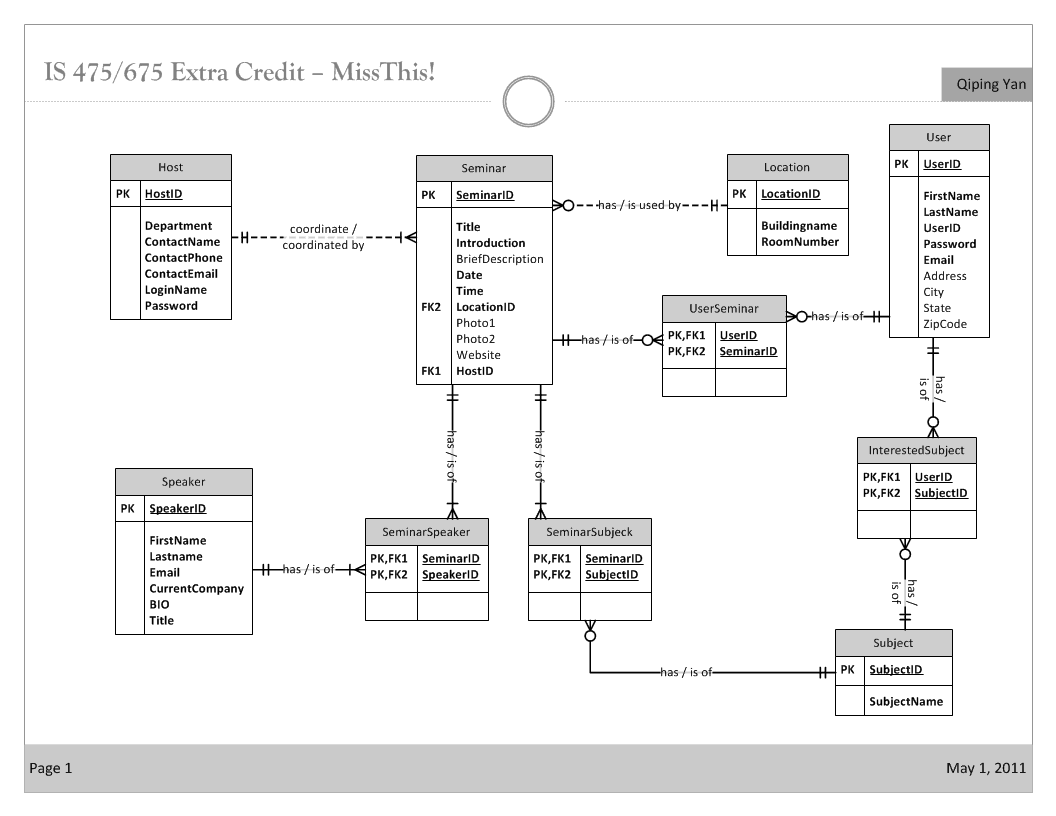 IS 475/675 Extra Credit – MissThis!
Qiping Yan
Host
PK HostID
Department
ContactName
ContactPhone
ContactEmail
LoginName
Password
coordinate /
coordinated by
Seminar
PK SeminarID
Title
Introduction
BriefDescription
Date
Time
FK2 LocationID
Photo1
Photo2
Website
FK1 HostID
has / is used by
Location
PK LocationID
Buildingname
RoomNumber
User
PK UserID
FirstName
LastName
UserID
Password
Email
Address
City
State
ZipCode
has / is of
UserSeminar
PK,FK1 UserID
PK,FK2 SeminarID
has / is of
has /
is of
InterestedSubject
PK,FK1 UserID
PK,FK2 SubjectID
has / is of
has / is of
Speaker
PK SpeakerID
FirstName
Lastname
Email
CurrentCompany
BIO
Title
has / is of
SeminarSpeaker
PK,FK1 SeminarID
PK,FK2 SpeakerID
SeminarSubjeck
PK,FK1 SeminarID
PK,FK2 SubjectID
has /
is of
has / is of
Subject
PK SubjectID
SubjectName
Page 1
May 1, 2011